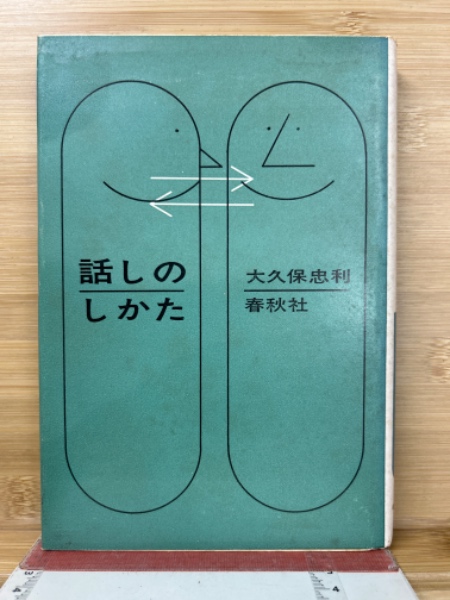 話しの
しかた
大久保忠利
春秋社